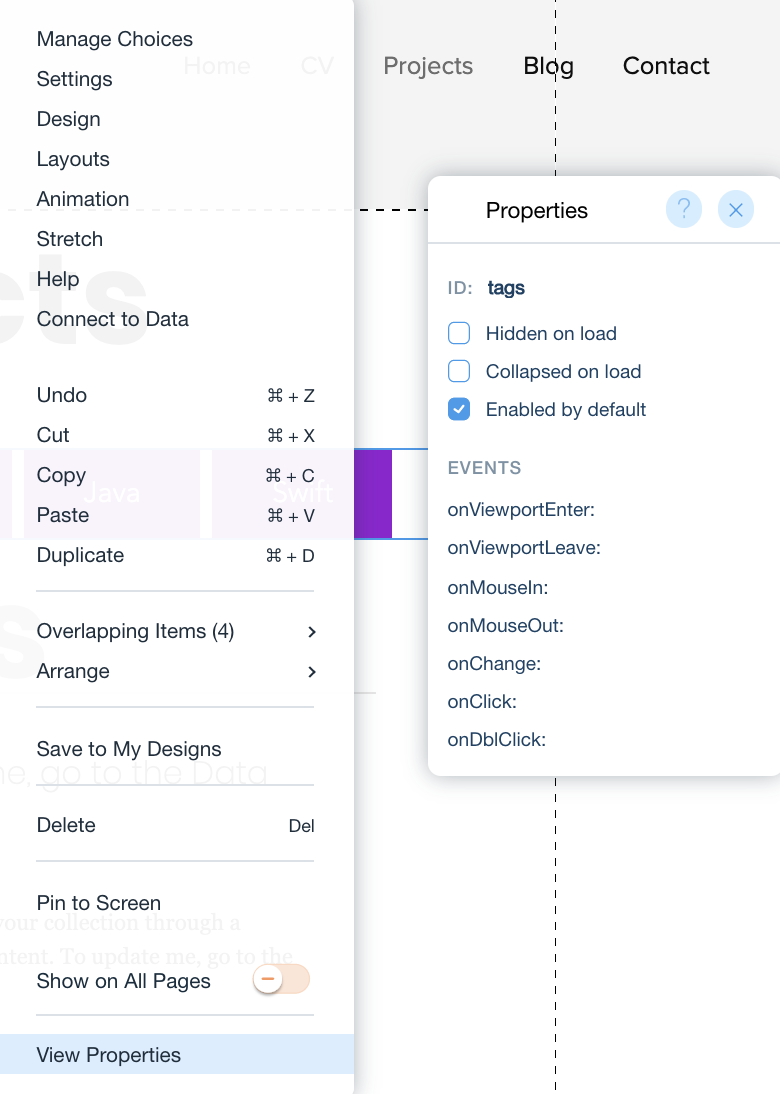 Home CV Projects Blog Contact
Manage Choices
Settings
Design
Layouts
Animation
Stretch
Help
Connect to Data
cts
Undo ⌘ + Z
Cut ⌘ + X
Copy ⌘ + C
Paste ⌘ + V
Duplicate ⌘ + D
Java Swift
Overlapping Items (4)
Arrange
s
Save to My Designs
ne, go to the Data
Delete Del
Pin to Screen
your collection through a
ntent. To update me, go to the
Show on All Pages
View Properties
Properties ?
ID: tags
Hidden on load
Collapsed on load
Enabled by default
EVENTS
onViewportEnter:
onViewportLeave:
onMouseIn:
onMouseOut:
onChange:
onClick:
onDblClick: